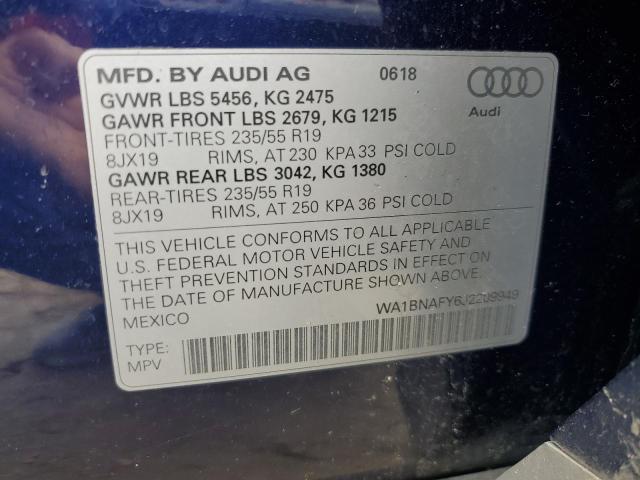 MFD. BY AUDI AG 0618
GVWR LBS 5456, KG 2475
GAWR FRONT LBS 2679, KG 1215
Audi
FRONT-TIRES 235/55 R19
8JX19 RIMS, AT 230 KPA 33 PSI COLD
GAWR REAR LBS 3042, KG 1380
REAR-TIRES 235/55 R19
8JX19 RIMS, AT 250 KPA 36 PSI COLD
THIS VEHICLE CONFORMS TO ALL APPLICABLE
U.S. FEDERAL MOTOR VEHICLE SAFETY AND
THEFT PREVENTION STANDARDS IN EFFECT ON
THE DATE OF MANUFACTURE SHOWN ABOVE.
MEXICO WA1BNAFY6J2209949
TYPE:
MPV